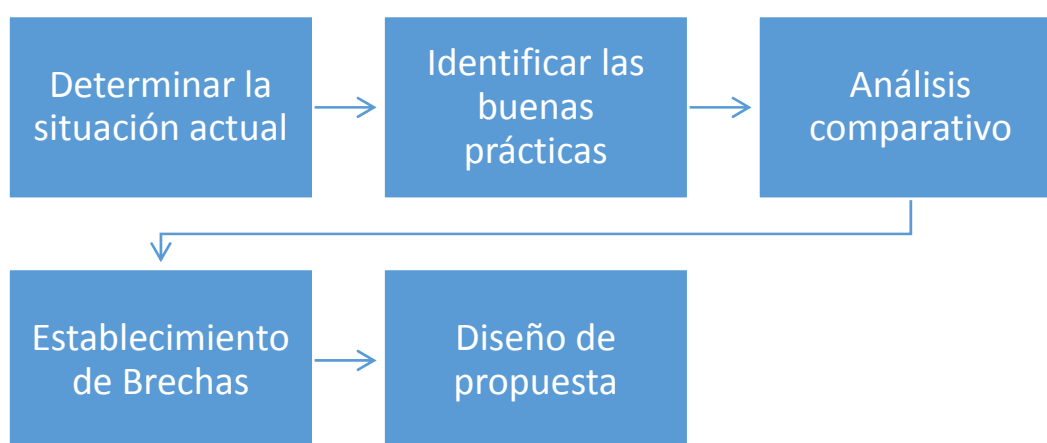 Determinar la
situación actual
Identificar las
buenas
prácticas
Análisis
comparativo
Establecimiento
de Brechas
Diseño de
propuesta